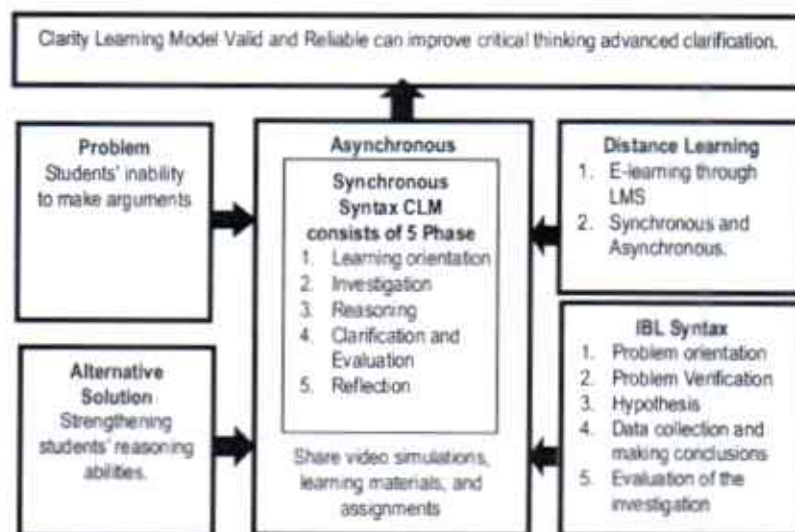 Clarity Learning Model Valid and Reliable can improve critical thinking advanced clarification.
Problem
Students' inability
to make arguments
Alternative
Solution
Strengthening
students' reasoning
abilities.
Asynchronous
Synchronous
Syntax CLM
consists of 5 Phase
1. Learning orientation
2. Investigation
3. Reasoning
4. Clarification and
Evaluation
5. Reflection
Share video simulations,
learning materials, and
assignments
Distance Learning
1. E-learning through
LMS
2. Synchronous and
Asynchronous.
IBL Syntax
1. Problem orientation
2. Problem Verification
3. Hypothesis
4. Data collection and
making conclusions
5. Evaluation of the
investigation